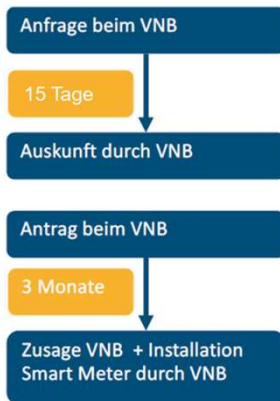 Anfrage beim VNB
15 Tage
Auskunft durch VNB
Antrag beim VNB
3 Monate
Zusage VNB + Installation
Smart Meter durch VNB